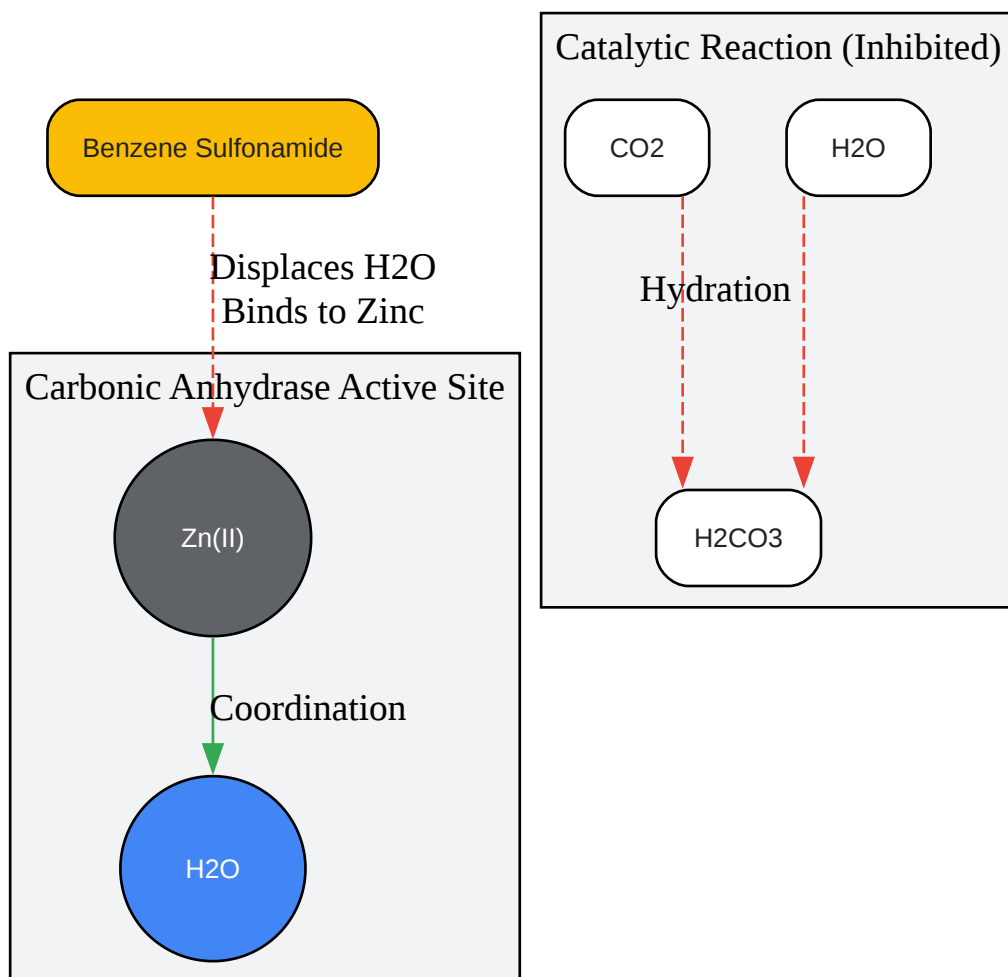 Catalytic Reaction (Inhibited)
Benzene Sulfonamide
CO2
H2O
Displaces H2O
Binds to Zinc
Hydration
Carbonic Anhydrase Active Site
Zn(II)
H2CO3
Coordination
H2O